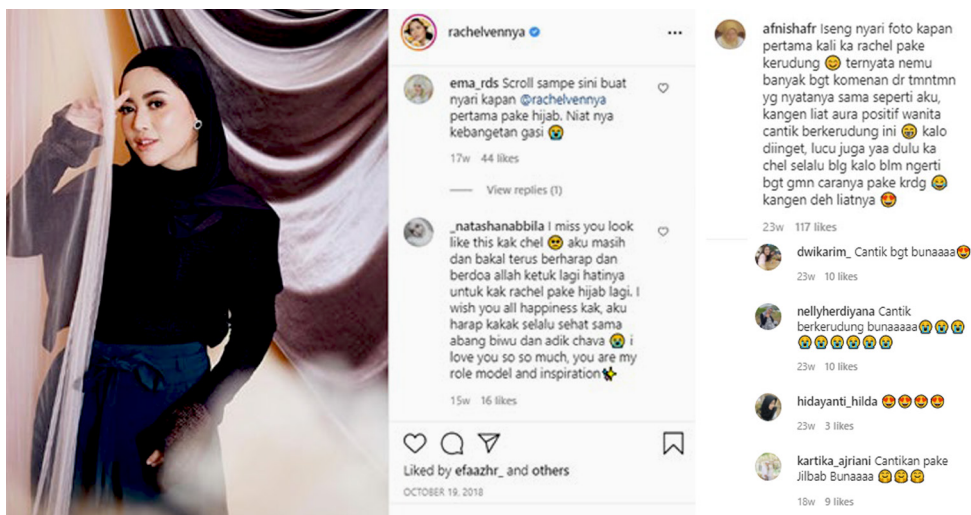 rachelvennya
ema_rds Scroll sampe sini buat
nyari kapan @rachelvennya
pertama pake hijab. Niat nya
kebangetan gasi 😭
17w 44 likes
View replies (1)
_natashanabbila I miss you look
like this kak chel 🥺 aku masih
dan bakal terus berharap dan
berdoa allah ketuk lagi hatinya
untuk kak rachel pake hijab lagi. I
wish you all happiness kak, aku
harap kakak selalu sehat sama
abang biwu dan adik chava 😭 i
love you so so much, you are my
role model and inspiration✨
15w 16 likes
Liked by efaazhr_ and others
OCTOBER 19, 2018
afnishafr Iseng nyari foto kapan
pertama kali ka rachel pake
kerudung 😊 ternyata nemu
banyak bgt komenan dr tmntmn
yg nyatanya sama seperti aku,
kangen liat aura positif wanita
cantik berkerudung ini 😁 kalo
diinget, lucu juga yaa dulu ka
chel selalu blg kalo blm ngerti
bgt gmn caranya pake krdg 😂
kangen deh liatnya 😍
23w 117 likes
dwikarim_ Cantik bgt bunaaaa😍
23w 10 likes
nellyherdiyana Cantik
berkerudung bunaaaaa😭😭😭
😭😭😭😭😭😭
23w 10 likes
hidayanti_hilda 😍😍😍😍
23w 3 likes
kartika_ajriani Cantikan pake
Jilbab Bunaaaa 🤗🤗🤗
18w 9 likes